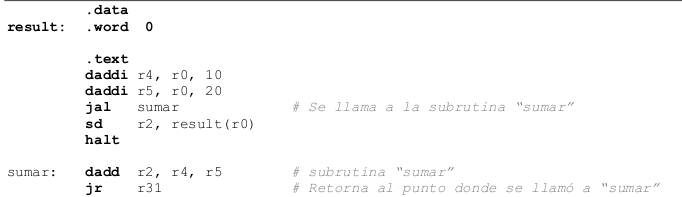 .data
result: .word 0
.text
daddi r4, r0, 10
daddi r5, r0, 20
jal sumar # Se llama a la subrutina “sumar”
sd r2, result(r0)
halt
sumar: dadd r2, r4, r5 # subrutina “sumar”
jr r31 # Retorna al punto donde se llamó a “sumar”